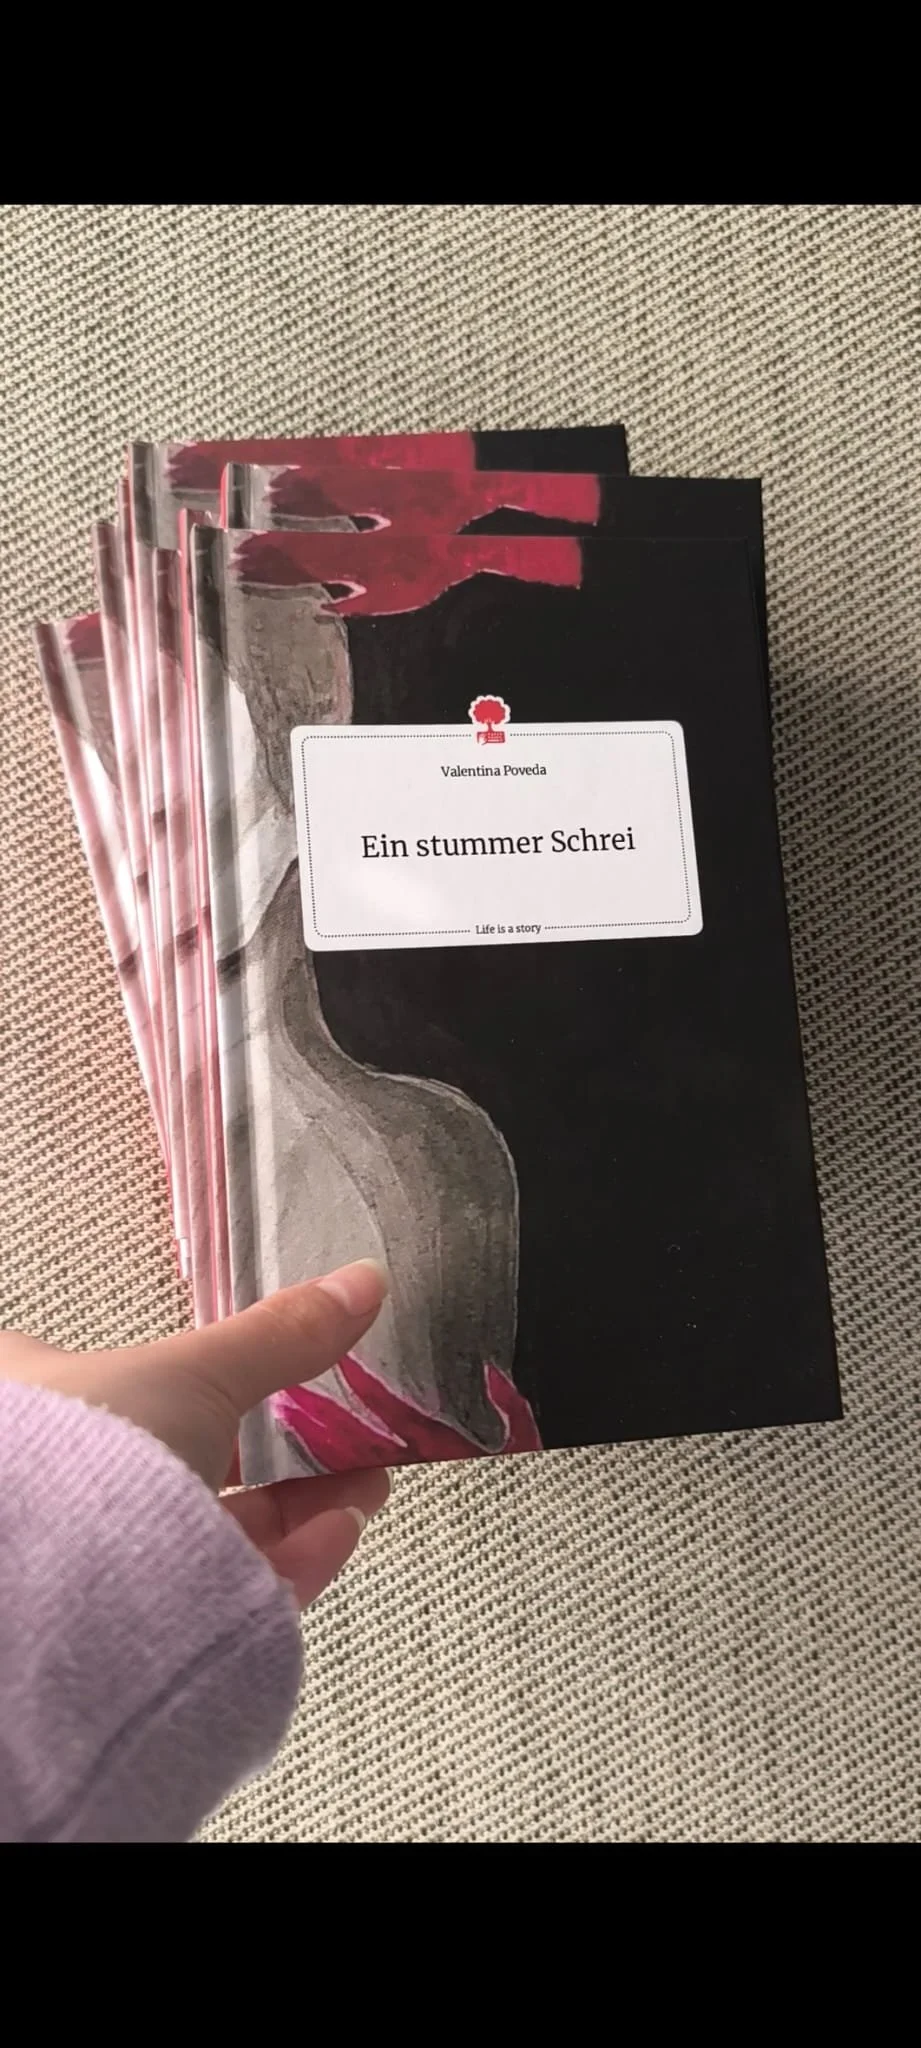 Valentina Poveda
Ein stummer Schrei
Life is a story